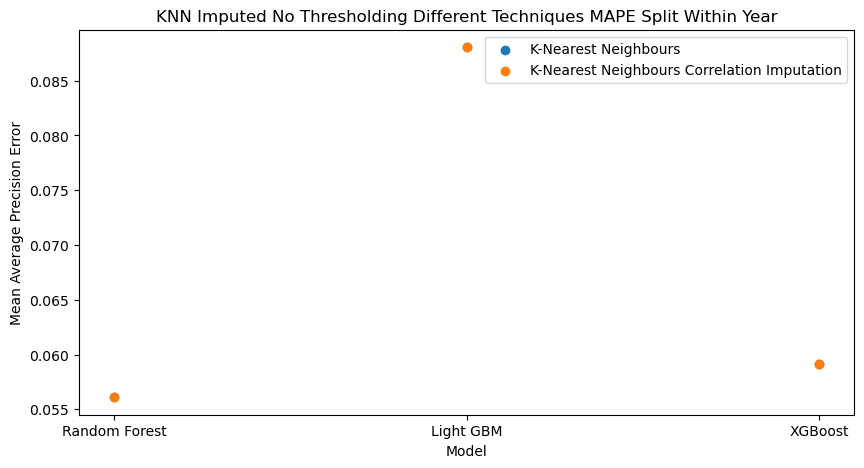 KNN Imputed No Thresholding Different Techniques MAPE Split Within Year
K-Nearest Neighbours
K-Nearest Neighbours Correlation Imputation
Mean Average Precision Error
0.085
0.080
0.075
0.070
0.065
0.060
0.055
Random Forest
Light GBM
XGBoost
Model